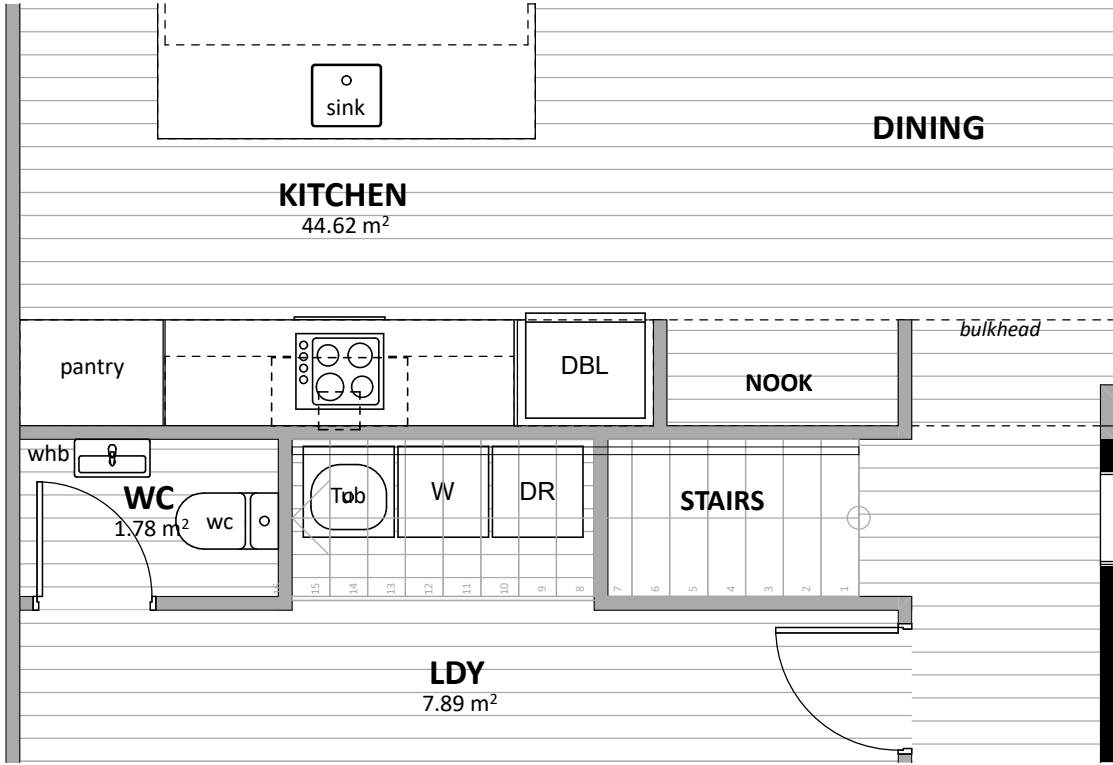 sink
DINING
KITCHEN
44.62 m²
bulkhead
pantry
DBL
NOOK
whb
WC
1.78 m²
wc
Tub
W
DR
STAIRS
16 15 14 13 12 11 10 9 8 7 6 5 4 3 2 1
LDY
7.89 m²